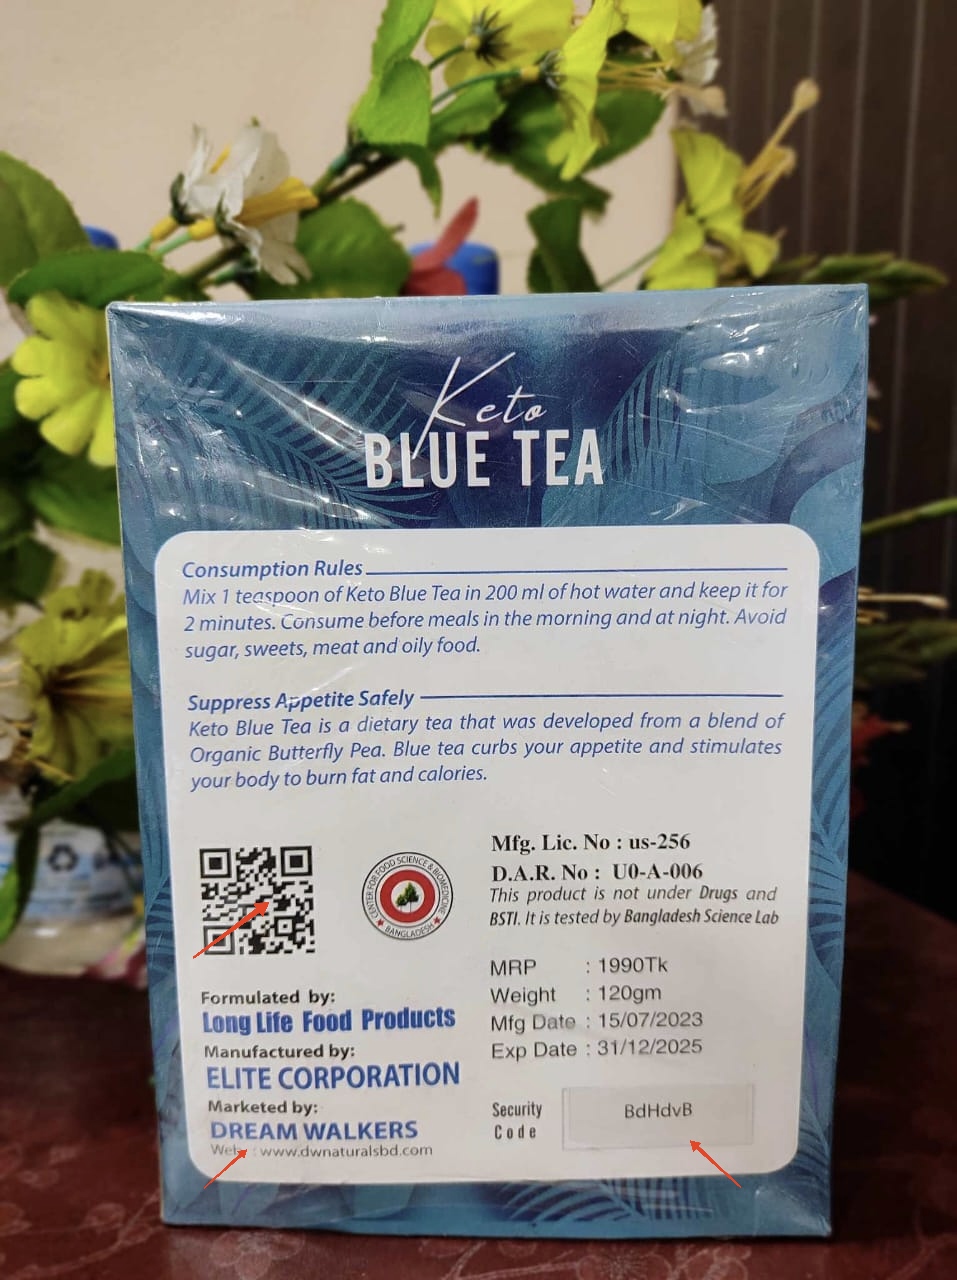 Keto
BLUE TEA
Consumption Rules
Mix 1 teaspoon of Keto Blue Tea in 200 ml of hot water and keep it for
2 minutes. Consume before meals in the morning and at night. Avoid
sugar, sweets, meat and oily food.
Suppress Appetite Safely
Keto Blue Tea is a dietary tea that was developed from a blend of
Organic Butterfly Pea. Blue tea curbs your appetite and stimulates
your body to burn fat and calories.
CENTER FOR FOOD SCIENCE & BIOMEDICINE
BANGLADESH
Mfg. Lic. No : us-256
D.A.R. No : U0-A-006
This product is not under Drugs and
BSTI. It is tested by Bangladesh Science Lab
Formulated by:
Long Life Food Products
Manufactured by:
ELITE CORPORATION
Marketed by:
DREAM WALKERS
Web : www.dwnaturalsbd.com
MRP : 1990Tk
Weight : 120gm
Mfg Date : 15/07/2023
Exp Date : 31/12/2025
Security
Code
BdHdvB